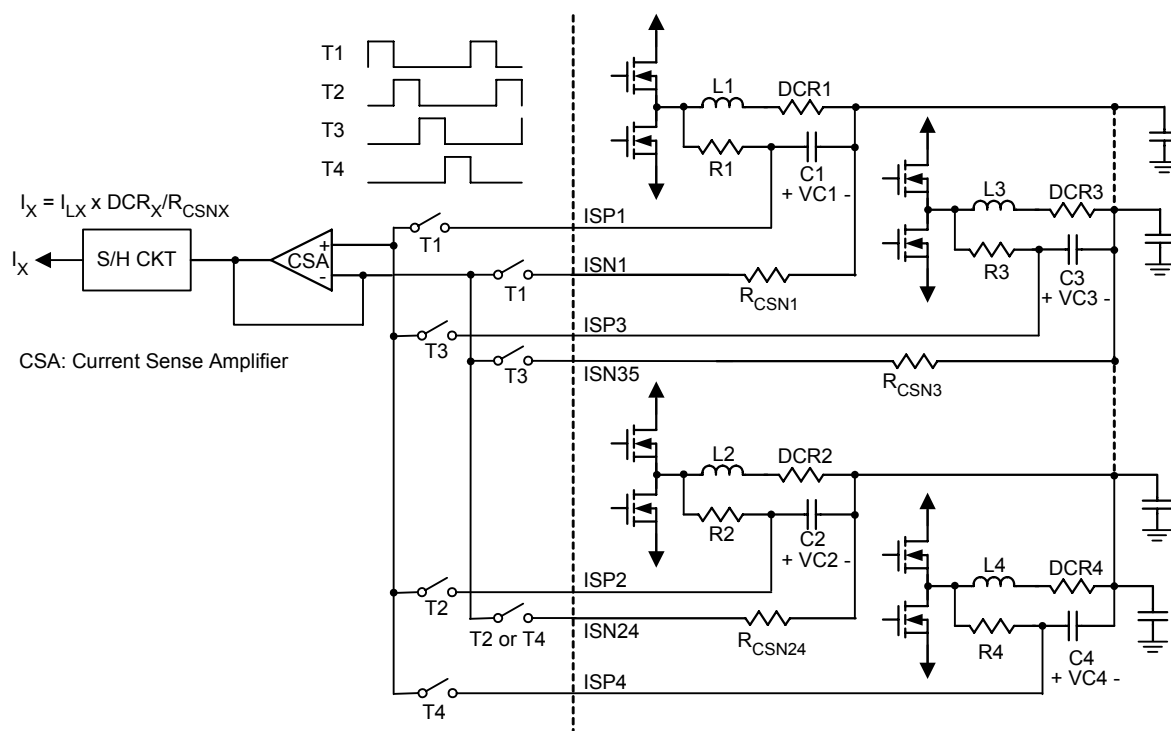 T1
T2
T3
T4
I_X = I_LX x DCR_X/R_CSNX
I_X
S/H CKT
CSA
+
-
CSA: Current Sense Amplifier
T1
ISP1
T1
ISN1
R_CSN1
T3
ISP3
T3
ISN35
R_CSN3
L1
DCR1
R1
C1
+ VC1 -
L3
DCR3
R3
C3
+ VC3 -
L2
DCR2
R2
C2
+ VC2 -
T2
ISP2
T2 or T4
ISN24
R_CSN24
L4
DCR4
R4
C4
+ VC4 -
T4
ISP4